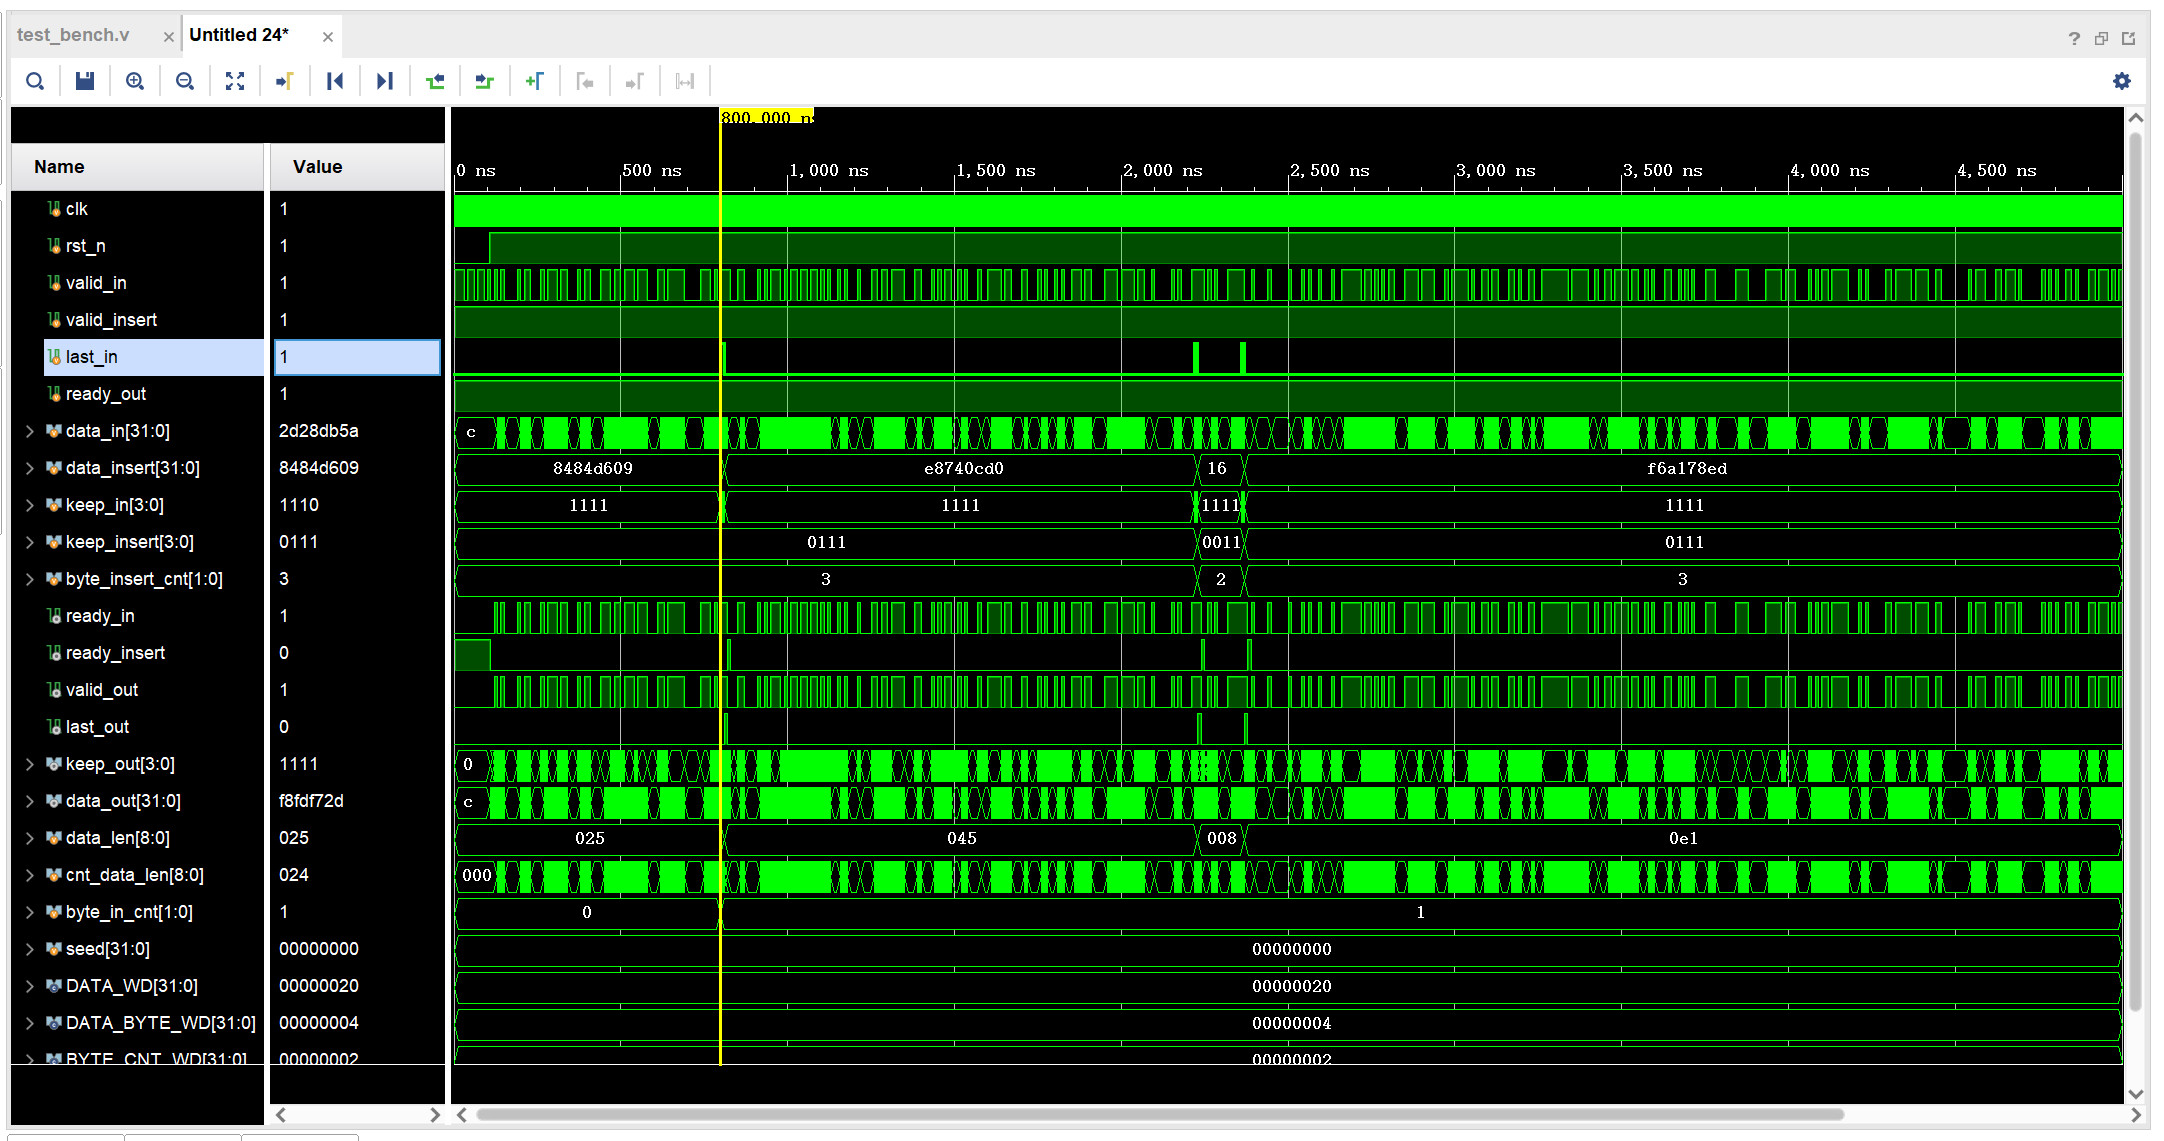 test_bench.v
Untitled 24*
800.000 ns
Name
Value
0 ns
500 ns
1,000 ns
1,500 ns
2,000 ns
2,500 ns
3,000 ns
3,500 ns
4,000 ns
4,500 ns
clk 1
rst_n 1
valid_in 1
valid_insert 1
last_in 1
ready_out 1
data_in[31:0] 2d28db5a c
data_insert[31:0] 8484d609 8484d609 e8740cd0 16 f6a178ed
keep_in[3:0] 1110 1111 1111 1111 1111
keep_insert[3:0] 0111 0111 0011 0111
byte_insert_cnt[1:0] 3 3 2 3
ready_in 1
ready_insert 0
valid_out 1
last_out 0
keep_out[3:0] 1111 0
data_out[31:0] f8fdf72d c
data_len[8:0] 025 025 045 008 0e1
cnt_data_len[8:0] 024 000
byte_in_cnt[1:0] 1 0 1
seed[31:0] 00000000 00000000
DATA_WD[31:0] 00000020 00000020
DATA_BYTE_WD[31:0] 00000004 00000004
BYTE_CNT_WD[31:0] 00000002 00000002